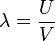 λ = U/V